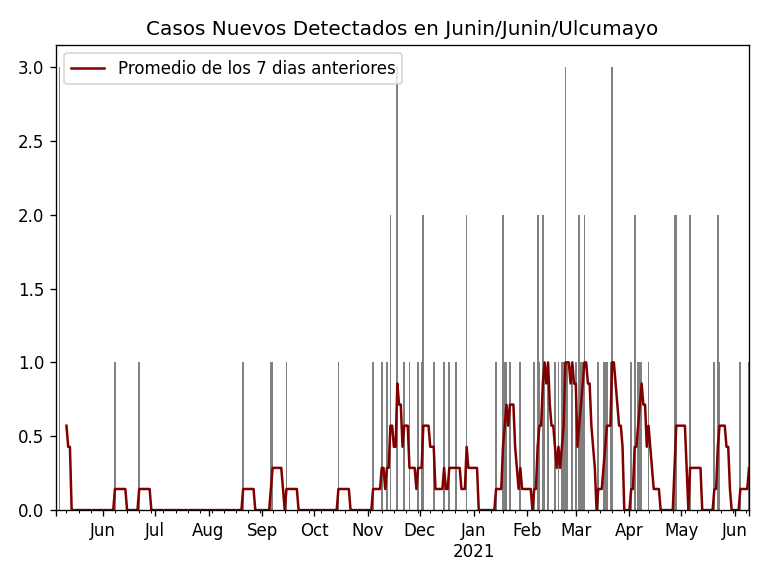 Casos Nuevos Detectados en Junin/Junin/Ulcumayo
Promedio de los 7 dias anteriores
3.0
2.5
2.0
1.5
1.0
0.5
0.0
Jun Jul Aug Sep Oct Nov Dec Jan Feb Mar Apr May Jun
2021